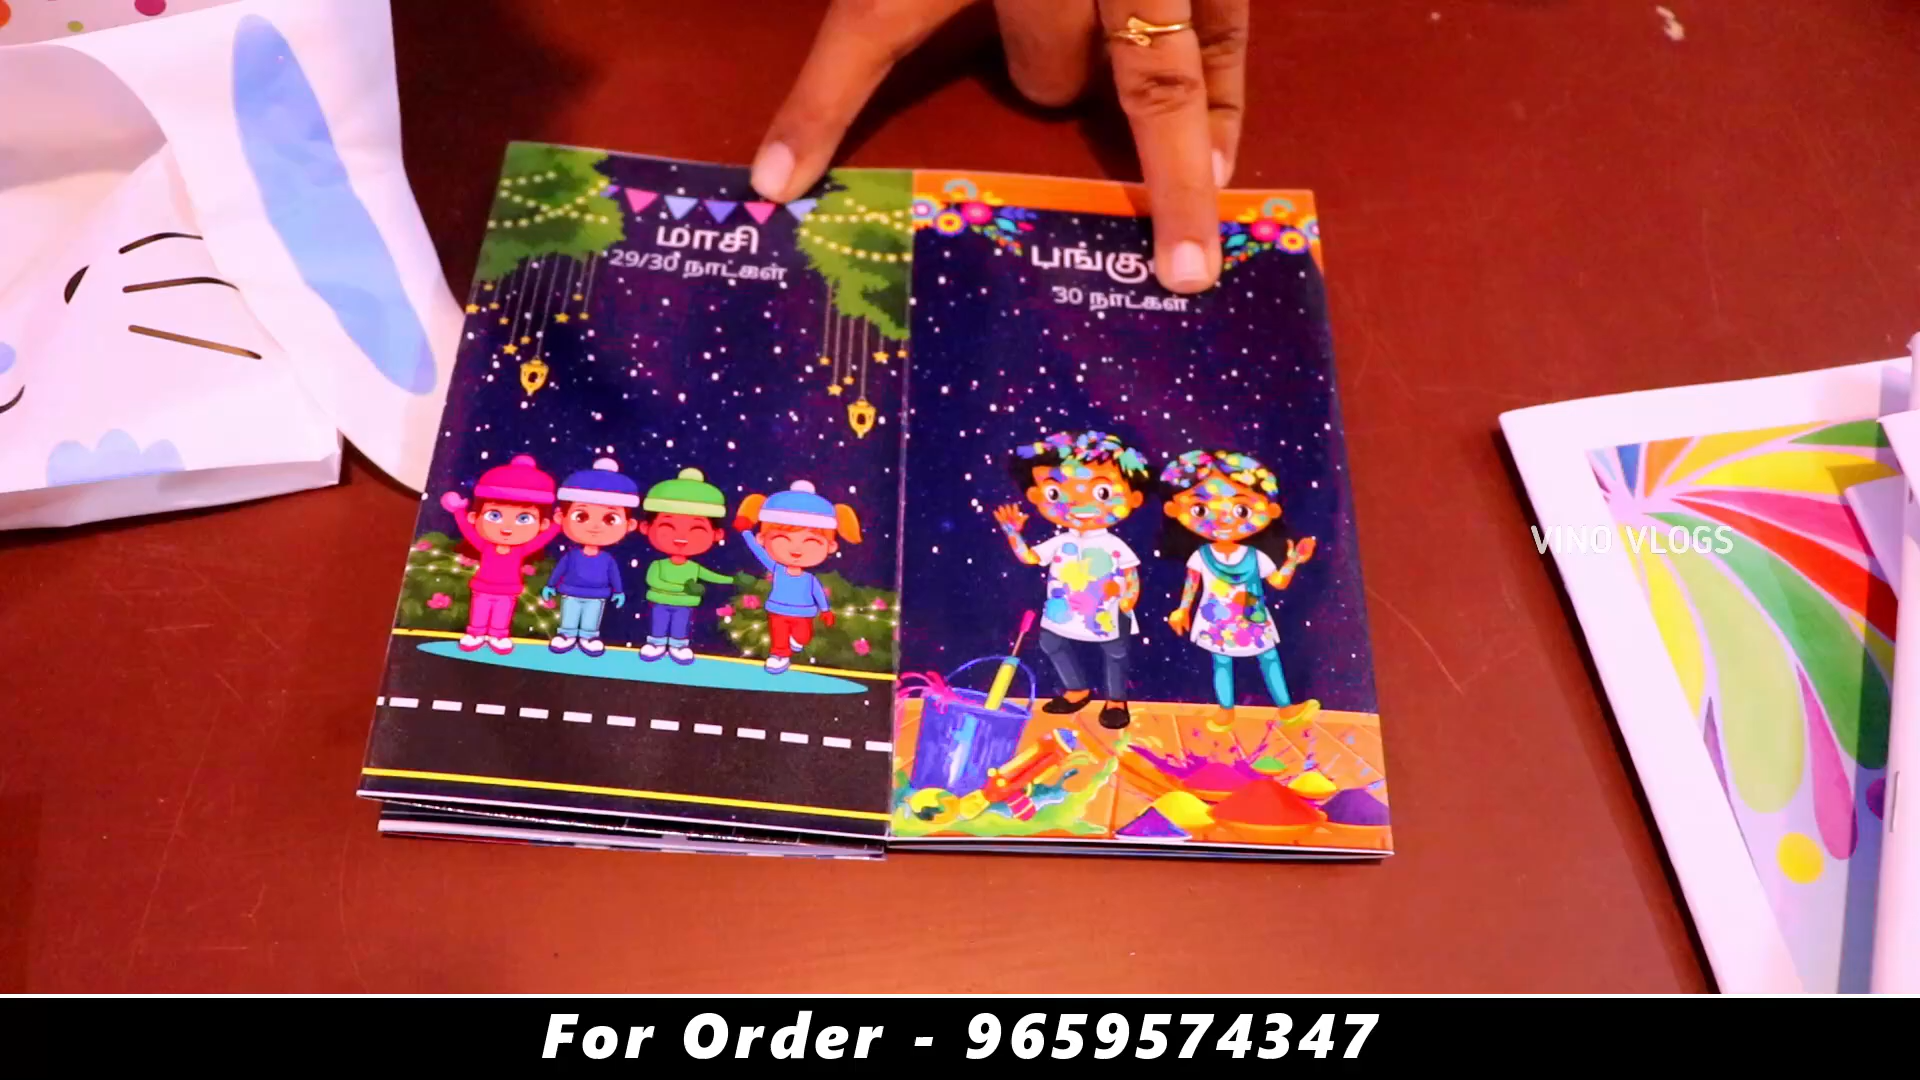 மாசி
29/30 நாட்கள்
30 நாட்கள்
VINO VLOGS
For Order - 9659574347